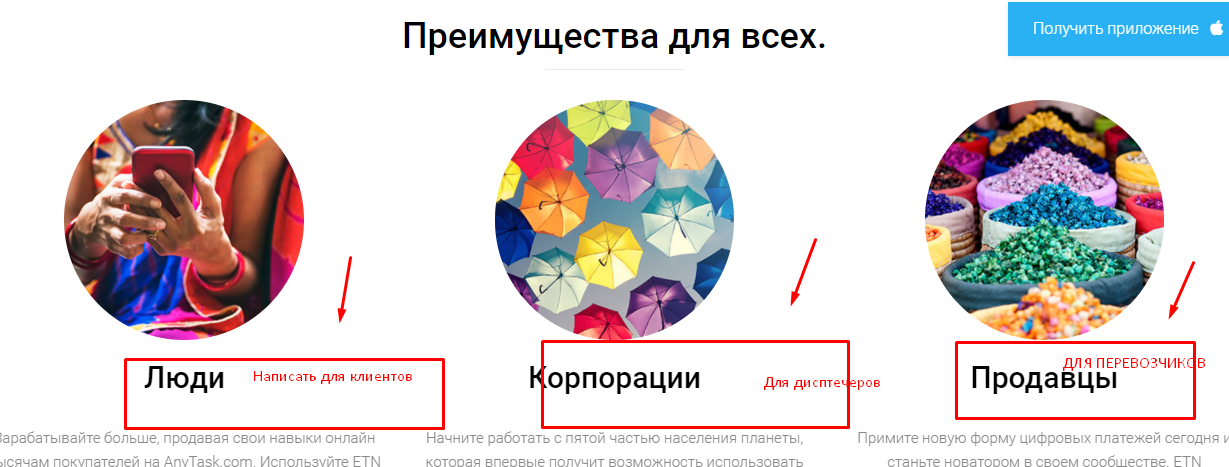 Преимущества для всех.
Получить приложение
Люди
Написать для клиентов
Корпорации
Для дисптечеров
ДЛЯ ПЕРЕВОЗЧИКОВ
Продавцы
Зарабатывайте больше, продавая свои навыки онлайн
ысячам покупателей на AnyTask.com. Используйте ETN
Начните работать с пятой частью населения планеты,
которая впервые получит возможность использовать
Примите новую форму цифровых платежей сегодня и
станьте новатором в своем сообществе. ETN